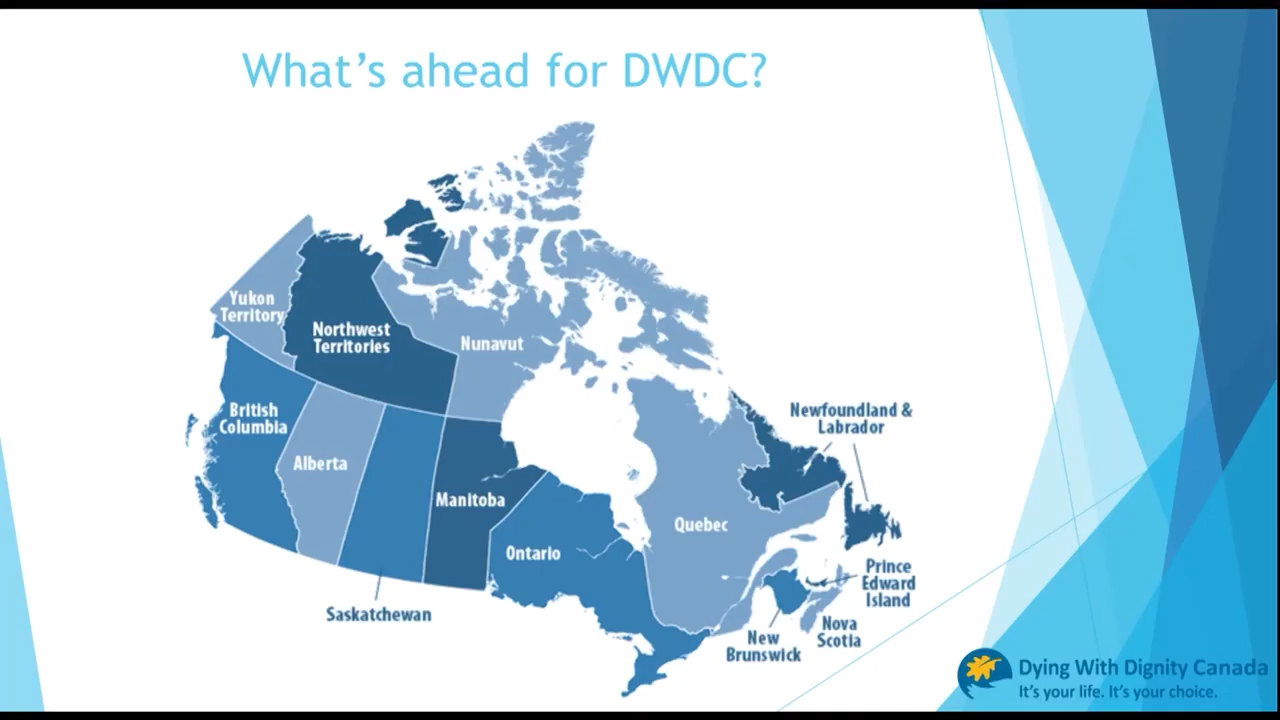 What's ahead for DWDC?
Yukon
Territory
Northwest
Territories
Nunavut
British
Columbia
Alberta
Saskatchewan
Manitoba
Ontario
Quebec
Newfoundland &
Labrador
Prince
Edward
Island
Nova
Scotia
New
Brunswick
Dying With Dignity Canada
It's your life. It's your choice.